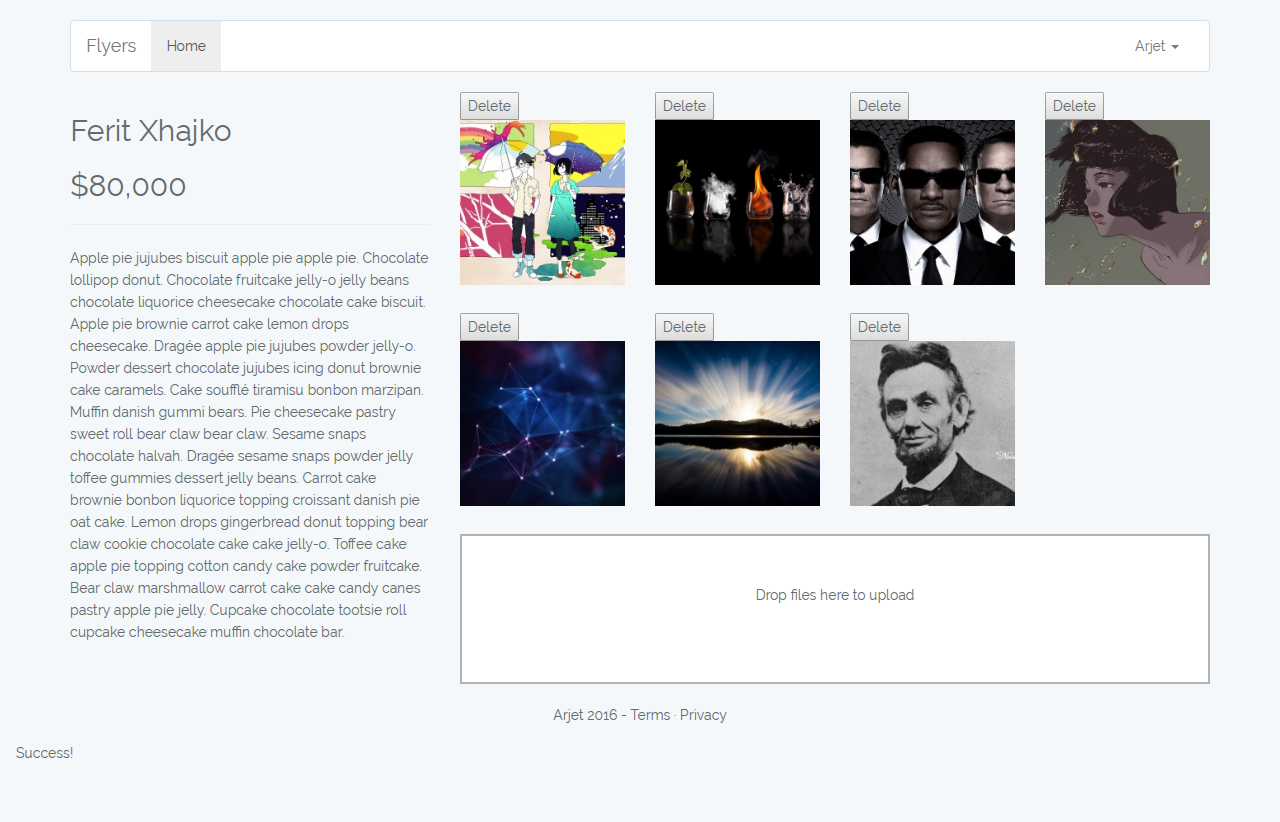 Flyers Home Arjet
Ferit Xhajko
$80,000
Apple pie jujubes biscuit apple pie apple pie. Chocolate
lollipop donut. Chocolate fruitcake jelly-o jelly beans
chocolate liquorice cheesecake chocolate cake biscuit.
Apple pie brownie carrot cake lemon drops
cheesecake. Dragée apple pie jujubes powder jelly-o.
Powder dessert chocolate jujubes icing donut brownie
cake caramels. Cake soufflé tiramisu bonbon marzipan.
Muffin danish gummi bears. Pie cheesecake pastry
sweet roll bear claw bear claw. Sesame snaps
chocolate halvah. Dragée sesame snaps powder jelly
toffee gummies dessert jelly beans. Carrot cake
brownie bonbon liquorice topping croissant danish pie
oat cake. Lemon drops gingerbread donut topping bear
claw cookie chocolate cake cake jelly-o. Toffee cake
apple pie topping cotton candy cake powder fruitcake.
Bear claw marshmallow carrot cake cake candy canes
pastry apple pie jelly. Cupcake chocolate tootsie roll
cupcake cheesecake muffin chocolate bar.
Delete Delete Delete Delete
Delete Delete Delete
Drop files here to upload
Arjet 2016 - Terms · Privacy
Success!